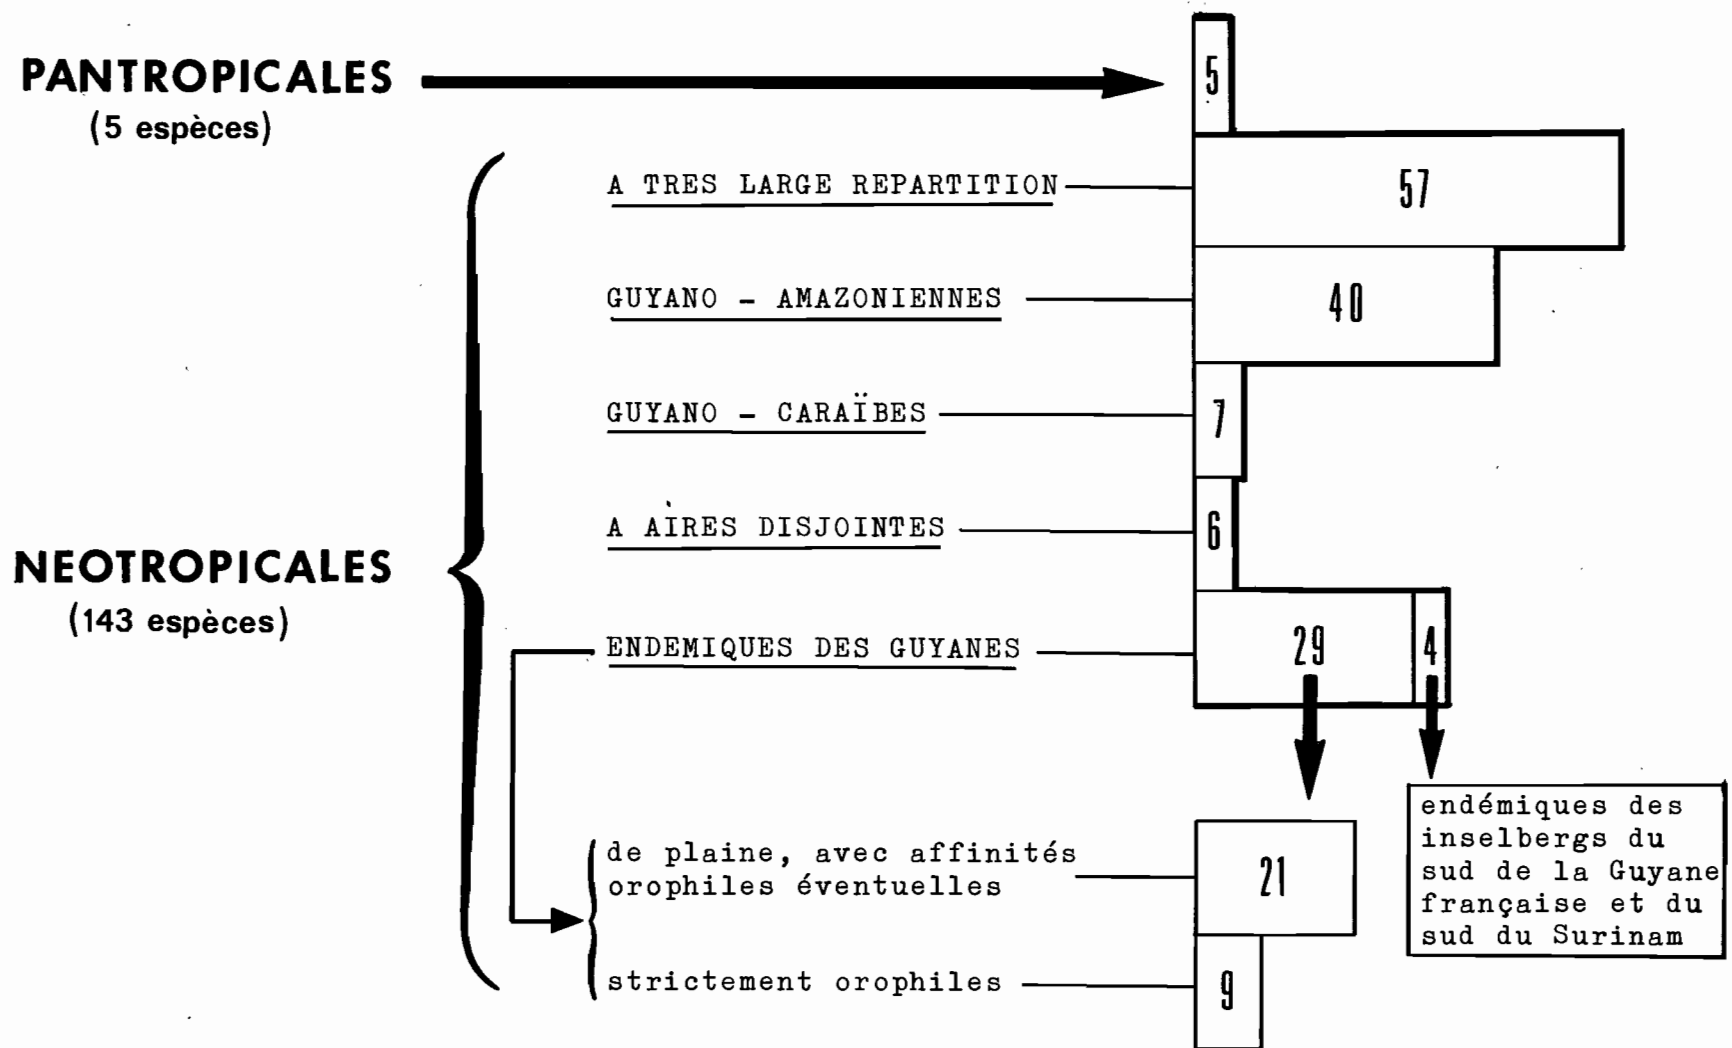 PANTROPICALES
(5 espèces)
5
A TRES LARGE REPARTITION
57
GUYANO - AMAZONIENNES
40
GUYANO - CARAÏBES
7
A AIRES DISJOINTES
6
NEOTROPICALES
(143 espèces)
ENDEMIQUES DES GUYANES
29
4
de plaine, avec affinités
orophiles éventuelles
21
strictement orophiles
9
endémiques des
inselbergs du
sud de la Guyane
française et du
sud du Surinam